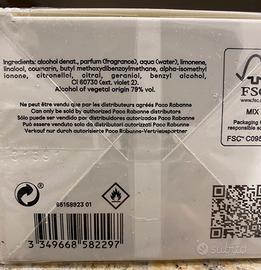 Ingredients: alcohol denat., parfum (fragrance), aqua (water), limonene,
linalool, coumarin, butyl methoxydibenzoylmethane, alpha-isomethyl
ionone, citronellol, citral, geraniol, benzyl alcohol,
CI 60730 (ext. violet 2).
Alcohol of vegetal origin 79% vol.
Ne peut être vendu que par les distributeurs agréés Paco Rabanne
Can only be sold by authorized Paco Rabanne distributors
Sólo puede ser vendido por distribuidores autorizados Paco Rabanne
Può essere venduto solo dai distributori autorizzati Paco Rabanne
Verkauf nur durch autorisierte Paco Rabanne-Vertriebspartner
65158923 01
3 349668 582297
FSC
MIX
Packaging
responsible
FSC® C095
subito